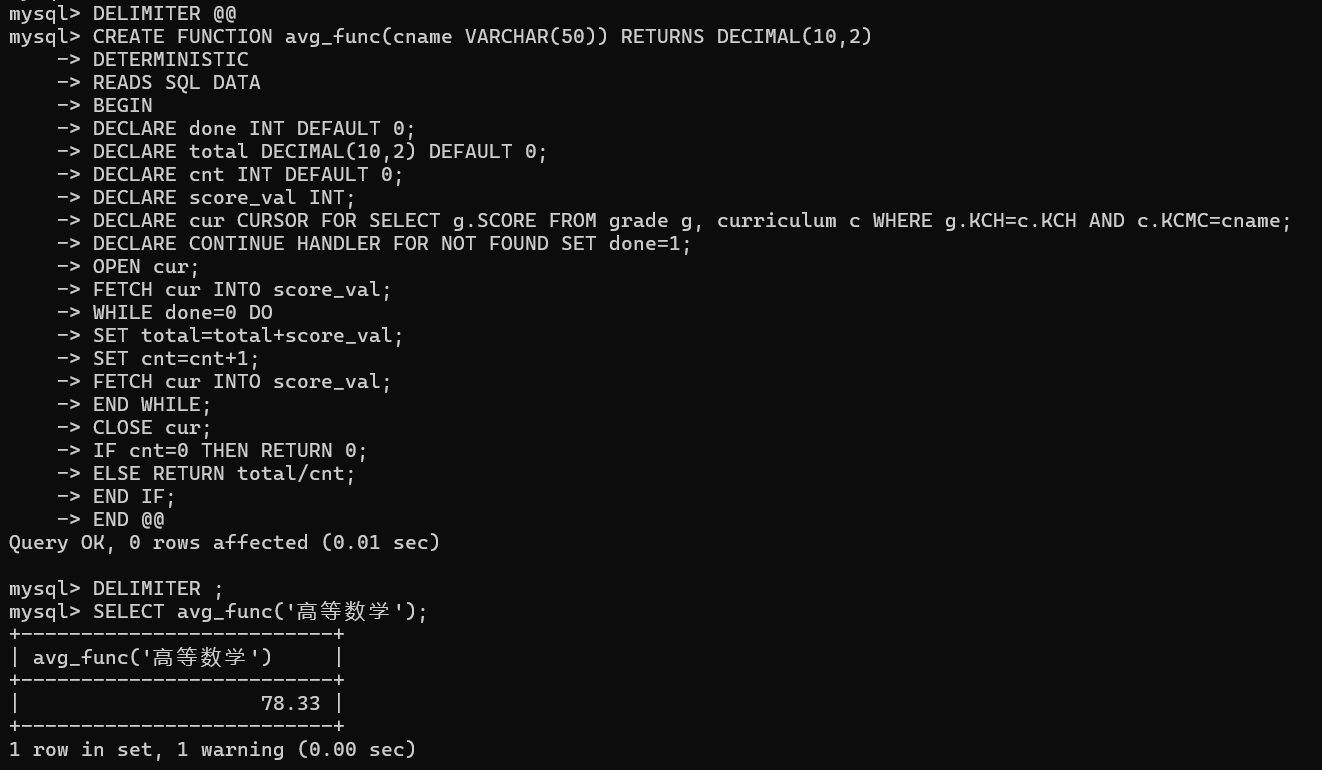 mysql> DELIMITER @@
mysql> CREATE FUNCTION avg_func(cname VARCHAR(50)) RETURNS DECIMAL(10,2)
    -> DETERMINISTIC
    -> READS SQL DATA
    -> BEGIN
    -> DECLARE done INT DEFAULT 0;
    -> DECLARE total DECIMAL(10,2) DEFAULT 0;
    -> DECLARE cnt INT DEFAULT 0;
    -> DECLARE score_val INT;
    -> DECLARE cur CURSOR FOR SELECT g.SCORE FROM grade g, curriculum c WHERE g.KCH=c.KCH AND c.KCMC=cname;
    -> DECLARE CONTINUE HANDLER FOR NOT FOUND SET done=1;
    -> OPEN cur;
    -> FETCH cur INTO score_val;
    -> WHILE done=0 DO
    -> SET total=total+score_val;
    -> SET cnt=cnt+1;
    -> FETCH cur INTO score_val;
    -> END WHILE;
    -> CLOSE cur;
    -> IF cnt=0 THEN RETURN 0;
    -> ELSE RETURN total/cnt;
    -> END IF;
    -> END @@
Query OK, 0 rows affected (0.01 sec)

mysql> DELIMITER ;
mysql> SELECT avg_func('高等数学');
+--------------------------+
| avg_func('高等数学')     |
+--------------------------+
|                    78.33 |
+--------------------------+
1 row in set, 1 warning (0.00 sec)